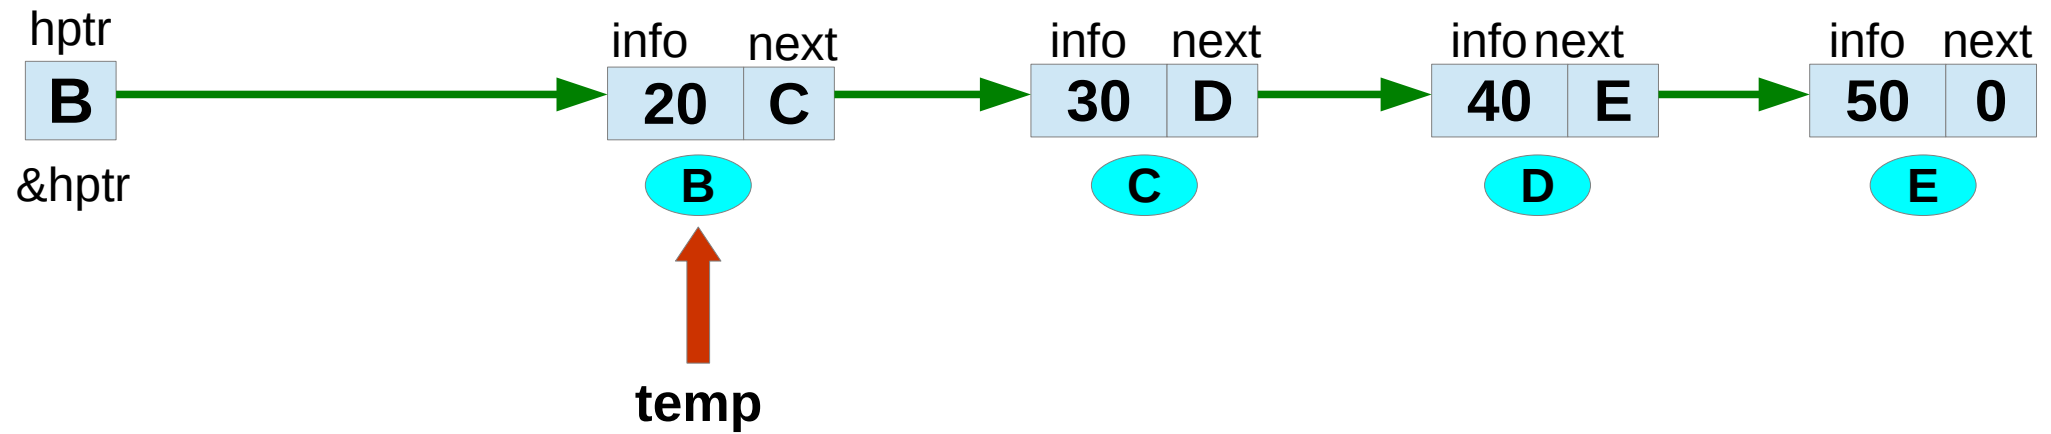 hptr
info next info next info next info next
B 20 C 30 D 40 E 50 0
&hptr B C D E
temp